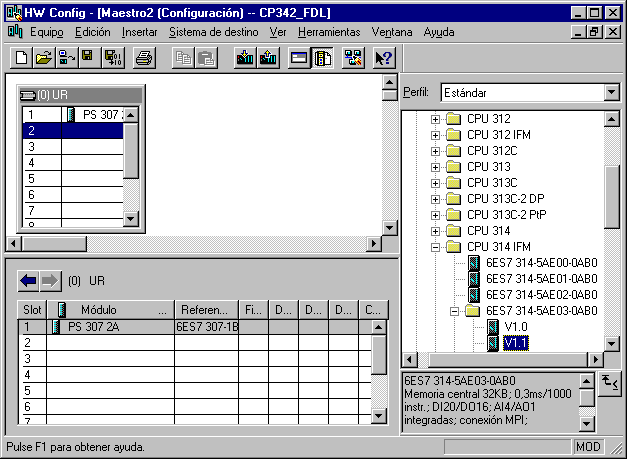 HW Config - [Maestro2 (Configuración) -- CP342_FDL]
Equipo Edición Insertar Sistema de destino Ver Herramientas Ventana Ayuda
(0) UR
1 PS 307 2
2
3
4
5
6
7
8
Perfil: Estándar
CPU 312
CPU 312 IFM
CPU 312C
CPU 313
CPU 313C
CPU 313C-2 DP
CPU 313C-2 PtP
CPU 314
CPU 314 IFM
6ES7 314-5AE00-0AB0
6ES7 314-5AE01-0AB0
6ES7 314-5AE02-0AB0
6ES7 314-5AE03-0AB0
V1.0
V1.1
(0) UR
Slot Módulo ... Referen... Fi... D... D... D... C...
1 PS 307 2A 6ES7 307-1B
2
3
4
5
6
7
6ES7 314-5AE03-0AB0
Memoria central 32KB; 0,3ms/1000
instr.; DI20/DO16; AI4/AO1
integradas; conexión MPI;
Pulse F1 para obtener ayuda.
MOD